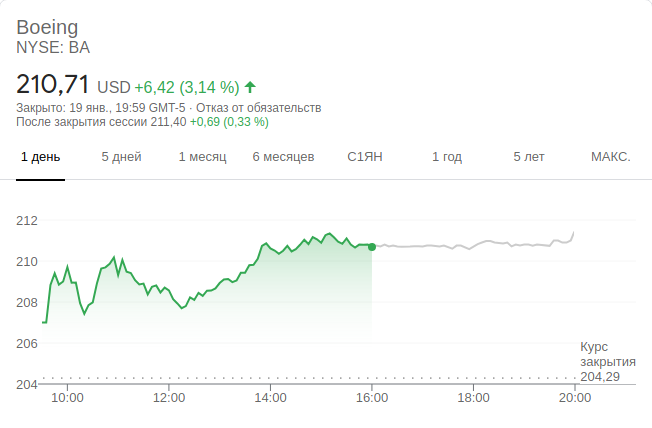 Boeing
NYSE: BA
210,71 USD +6,42 (3,14 %)
Закрыто: 19 янв., 19:59 GMT-5 · Отказ от обязательств
После закрытия сессии 211,40 +0,69 (0,33 %)
1 день 5 дней 1 месяц 6 месяцев С1ЯН 1 год 5 лет МАКС.
212
210
208
206
Курс
закрытия
204,29
204
10:00 12:00 14:00 16:00 18:00 20:00